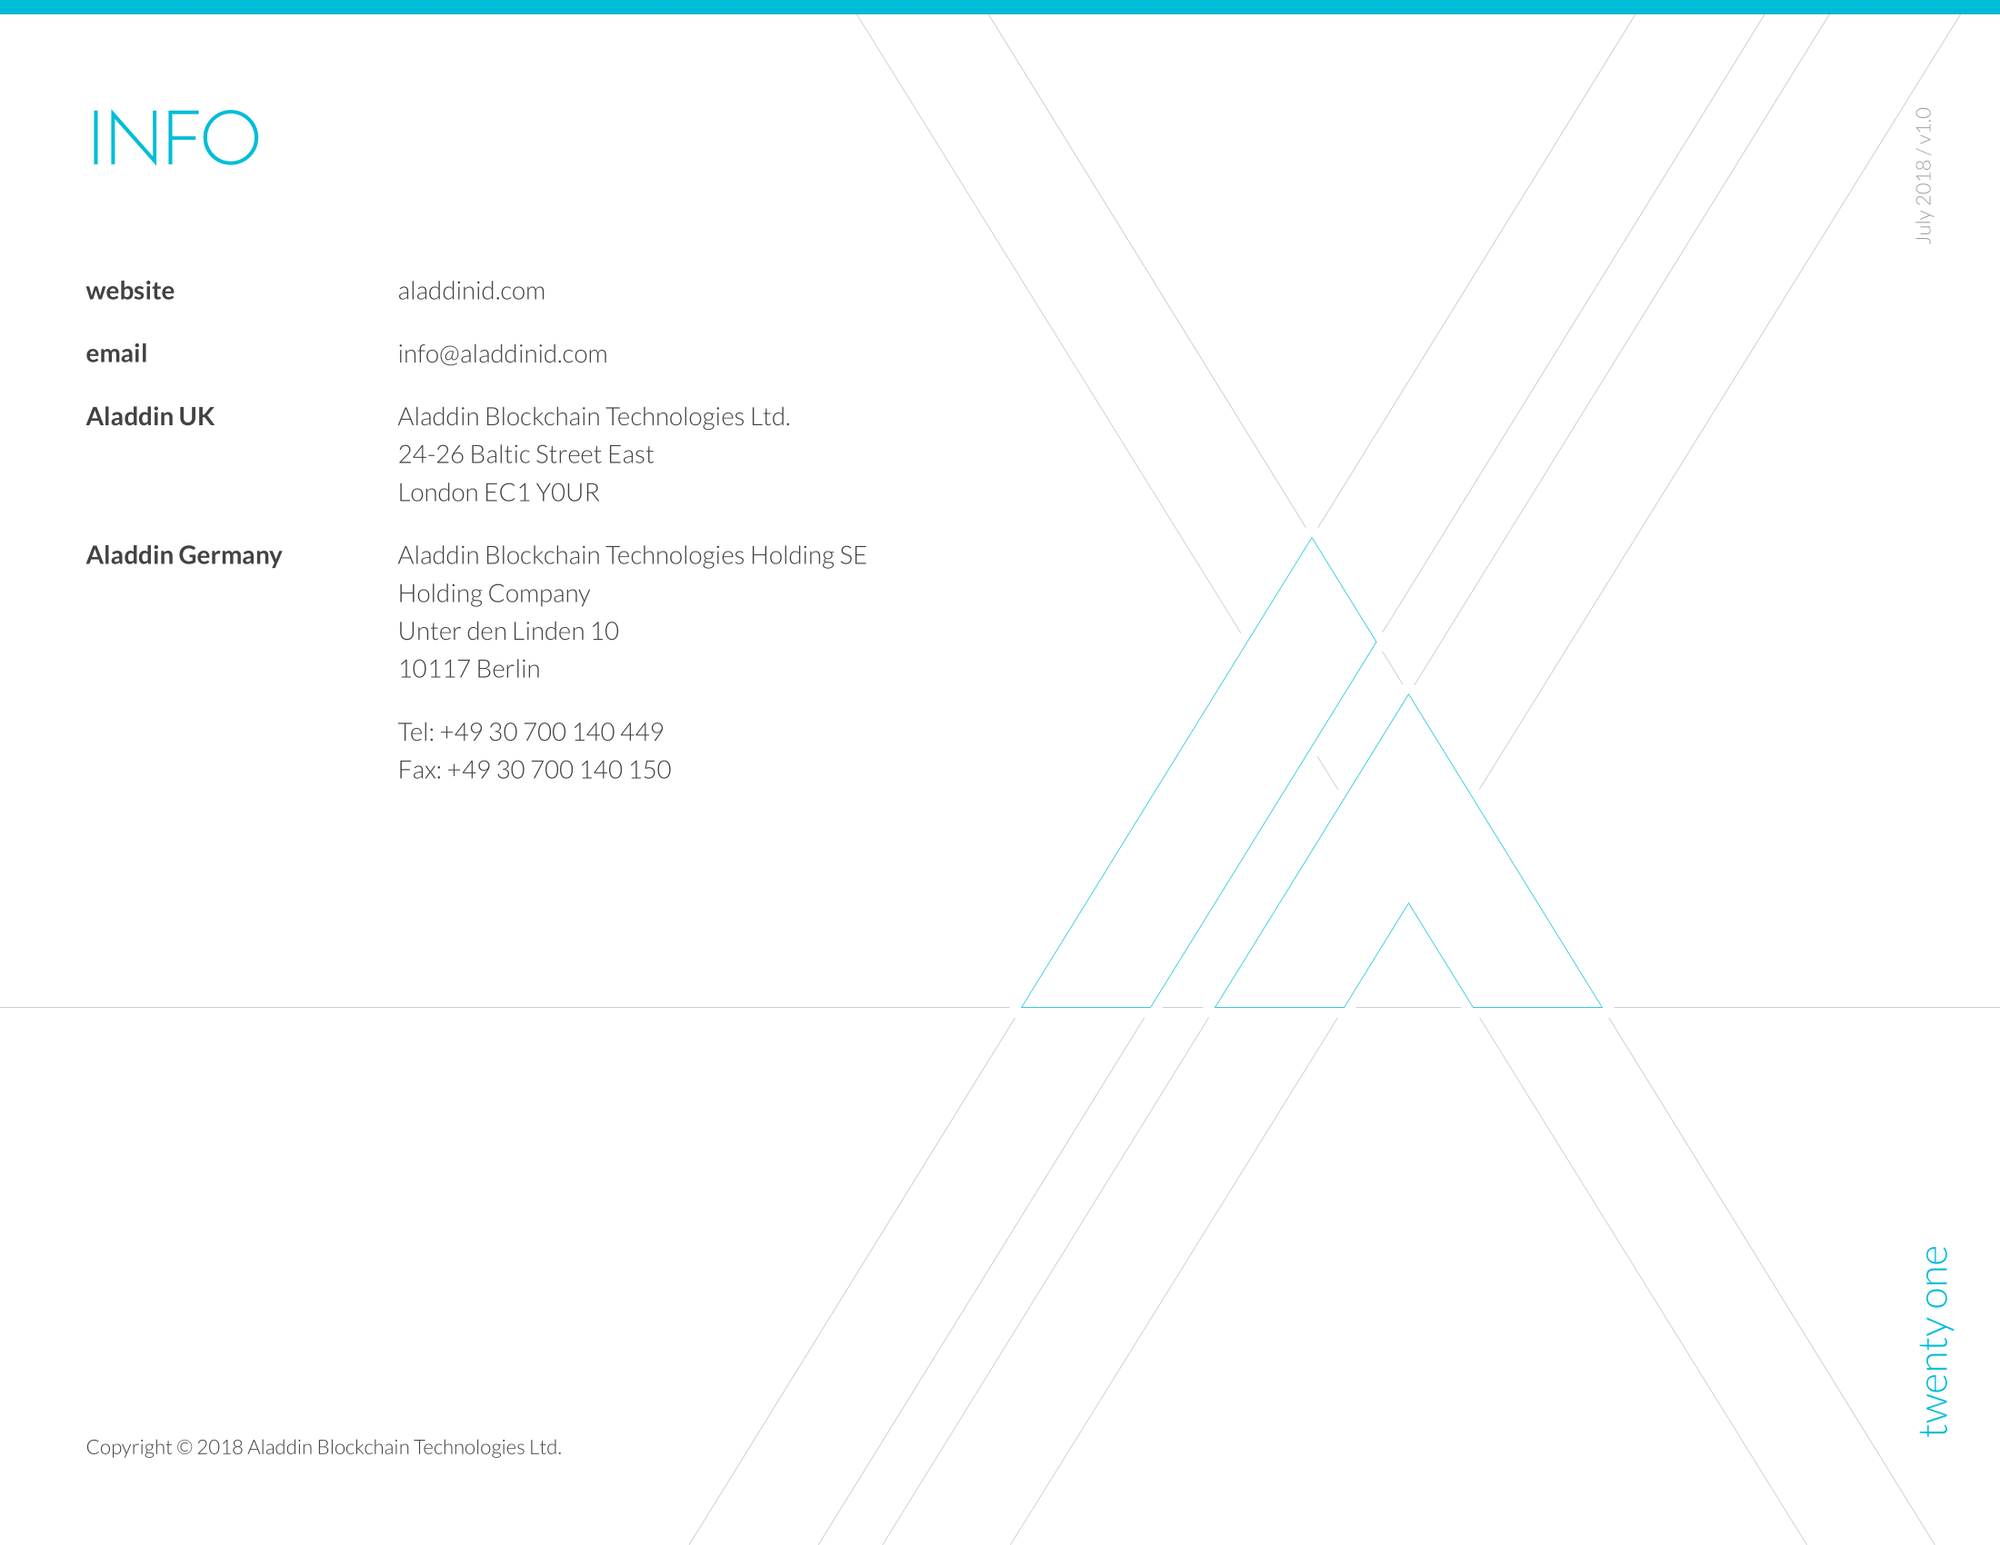 INFO
July 2018 / v1.0
website aladdinid.com
email info@aladdinid.com
Aladdin UK Aladdin Blockchain Technologies Ltd.
24-26 Baltic Street East
London EC1 Y0UR
Aladdin Germany Aladdin Blockchain Technologies Holding SE
Holding Company
Unter den Linden 10
10117 Berlin
Tel: +49 30 700 140 449
Fax: +49 30 700 140 150
twenty one
Copyright © 2018 Aladdin Blockchain Technologies Ltd.